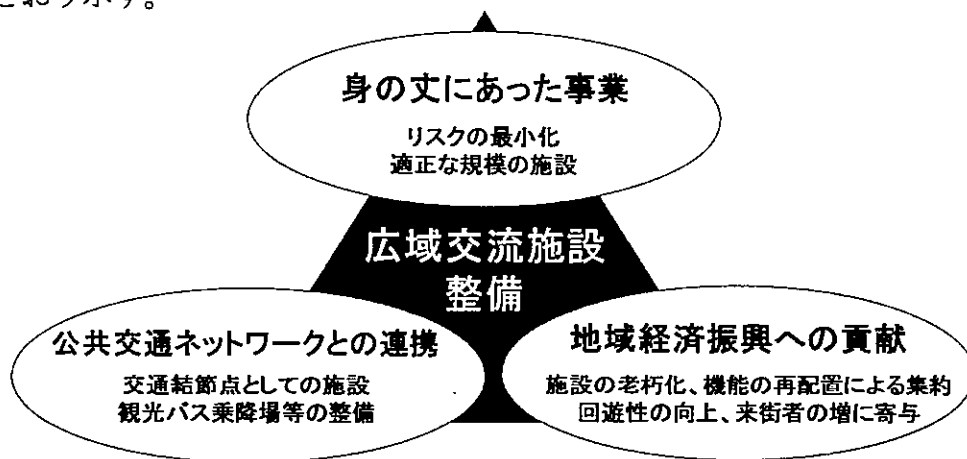 身の丈にあった事業
リスクの最小化
適正な規模の施設
広域交流施設
整備
公共交通ネットワークとの連携
交通結節点としての施設
観光バス乗降場等の整備
地域経済振興への貢献
施設の老朽化、機能の再配置による集約
回遊性の向上、来街者の増に寄与